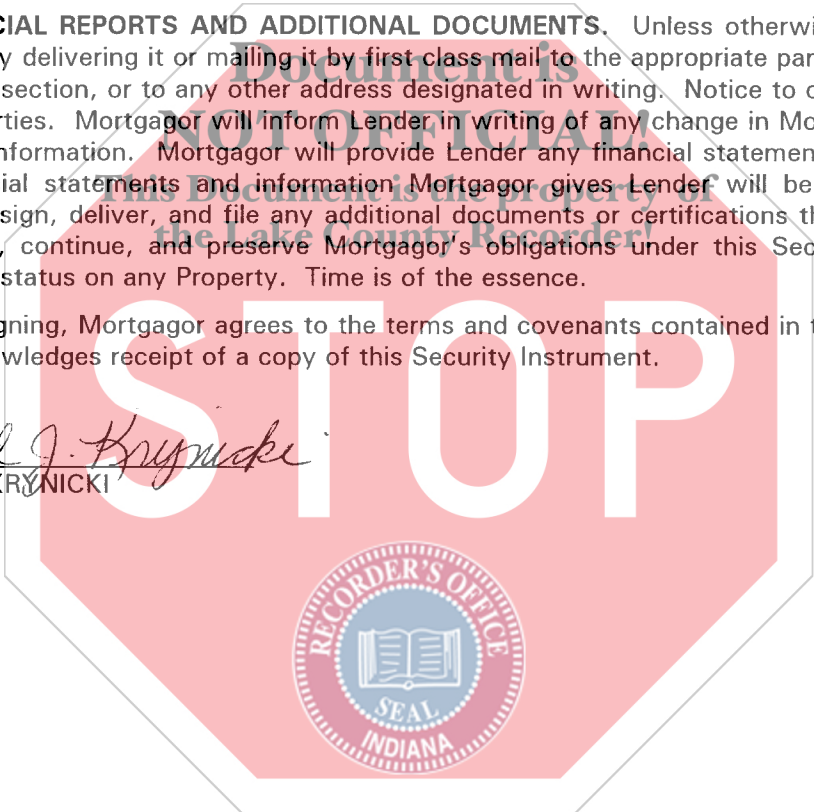 CIAL REPORTS AND ADDITIONAL DOCUMENTS. Unless otherwi
y delivering it or mailing it by first class mail to the appropriate par
section, or to any other address designated in writing. Notice to o
rties. Mortgagor will inform Lender in writing of any change in Mo
nformation. Mortgagor will provide Lender any financial statemen
ial statements and information Mortgagor gives Lender will be
sign, deliver, and file any additional documents or certifications th
, continue, and preserve Mortgagor's obligations under this Sec
status on any Property. Time is of the essence.
gning, Mortgagor agrees to the terms and covenants contained in t
wledges receipt of a copy of this Security Instrument.
J. Krynicki
KRYNICKI
Document is
NOT OFFICIAL!
This Document is the property of
the Lake County Recorder!
STOP
RECORDER'S OFFICE
SEAL
INDIANA